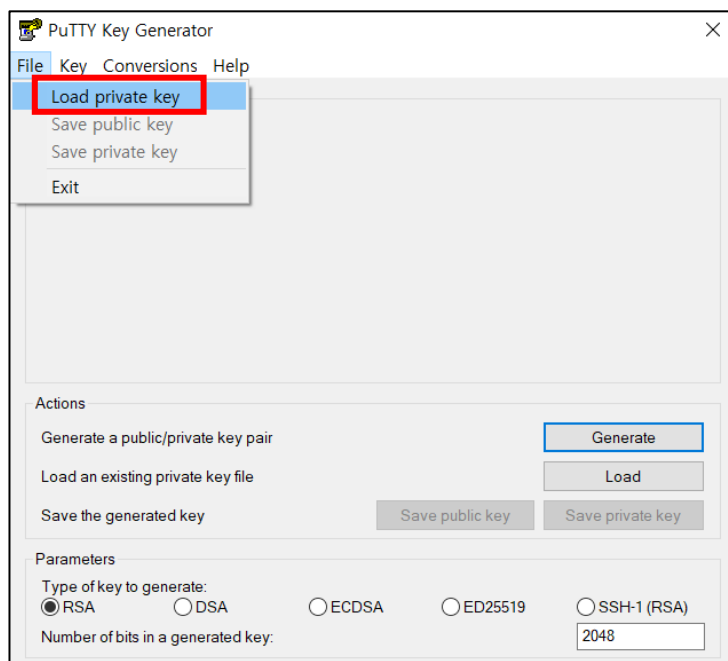 PuTTY Key Generator
File Key Conversions Help
Load private key
Save public key
Save private key
Exit
Actions
Generate a public/private key pair
Generate
Load an existing private key file
Load
Save the generated key
Save public key
Save private key
Parameters
Type of key to generate:
RSA DSA ECDSA ED25519 SSH-1 (RSA)
Number of bits in a generated key:
2048